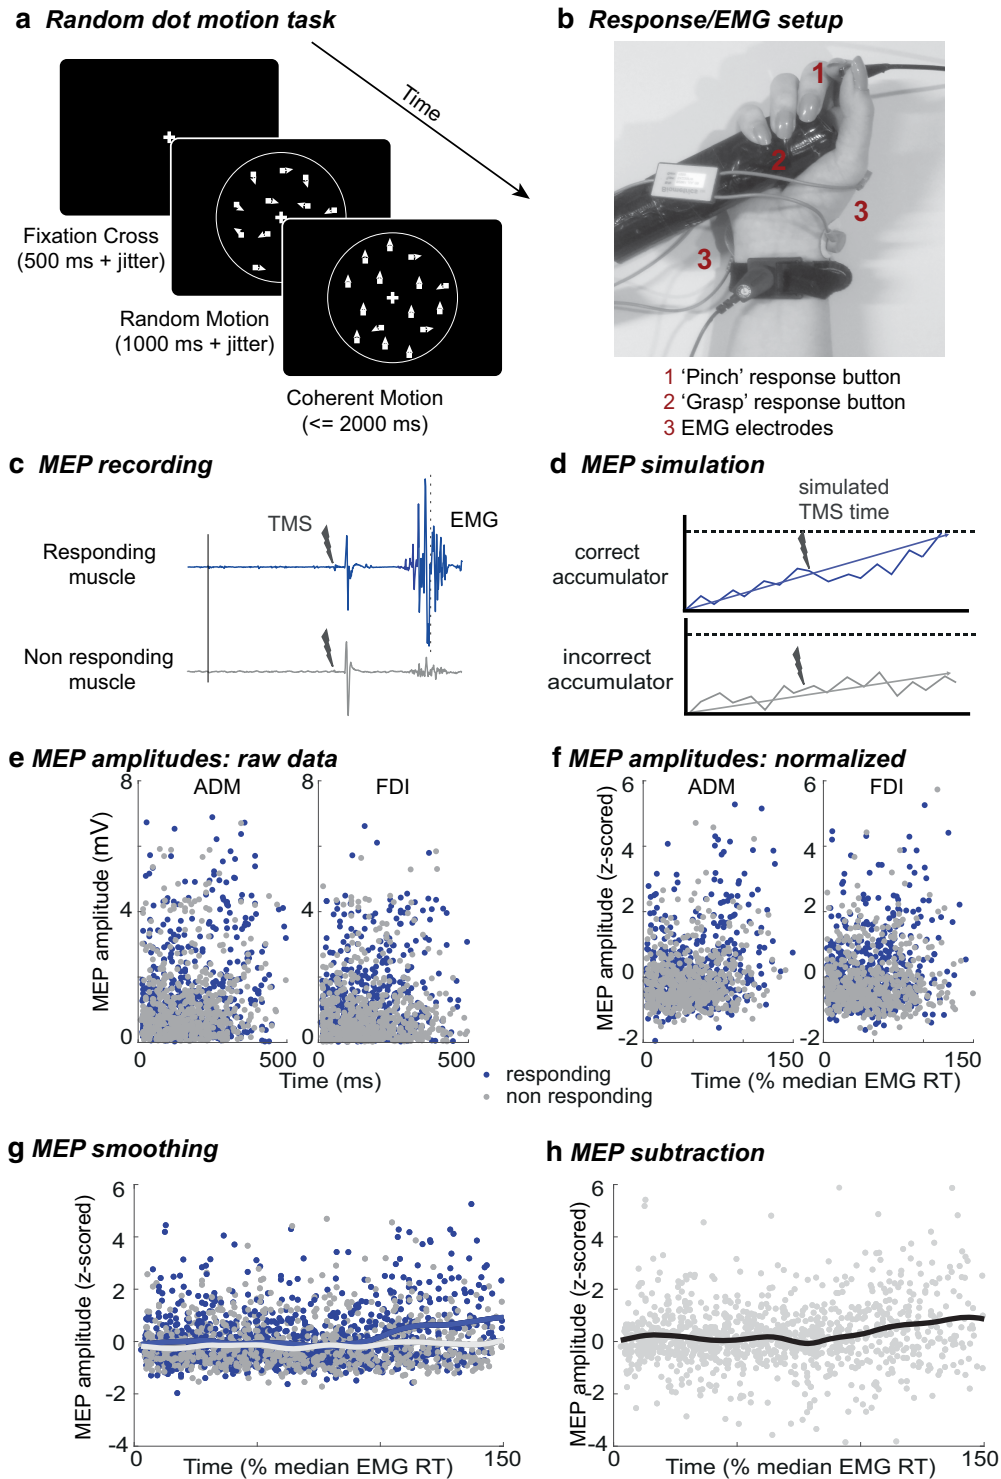 a Random dot motion task
Time
Fixation Cross
(500 ms + jitter)
Random Motion
(1000 ms + jitter)
Coherent Motion
(<= 2000 ms)
b Response/EMG setup
1
2
3
3
1 'Pinch' response button
2 'Grasp' response button
3 EMG electrodes
c MEP recording
TMS
EMG
Responding
muscle
Non responding
muscle
d MEP simulation
simulated
TMS time
correct
accumulator
incorrect
accumulator
e MEP amplitudes: raw data
ADM
FDI
MEP amplitude (mV)
8
4
0
8
4
0
0
500
0
500
Time (ms)
f MEP amplitudes: normalized
ADM
FDI
MEP amplitude (z-scored)
6
4
2
0
-2
6
4
2
0
-2
0
150
0
150
Time (% median EMG RT)
responding
non responding
g MEP smoothing
MEP amplitude (z-scored)
6
4
2
0
-2
-4
0
150
Time (% median EMG RT)
h MEP subtraction
MEP amplitude (z-scored)
6
4
2
0
-2
-4
0
150
Time (% median EMG RT)